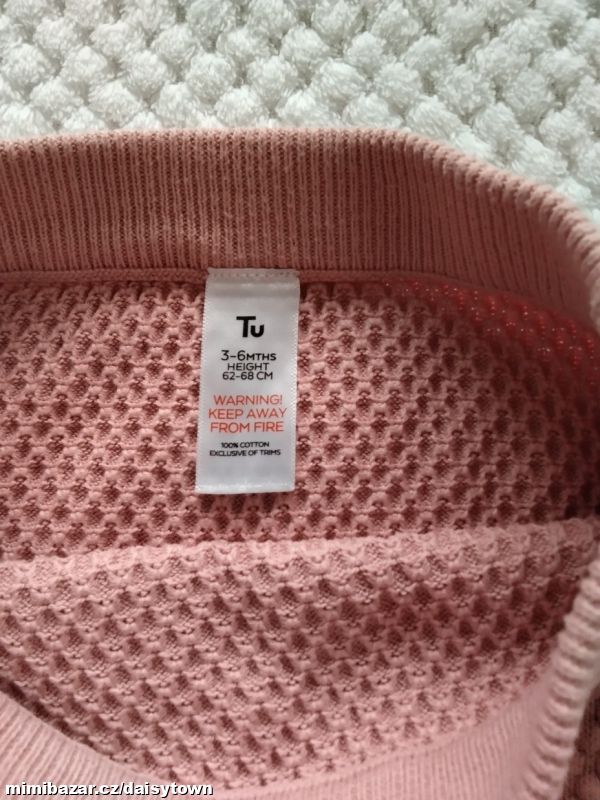 Tu
3-6MTHS
HEIGHT
62-68 CM
WARNING!
KEEP AWAY
FROM FIRE
100% COTTON
EXCLUSIVE OF TRIMS
mimibazar.cz/daisytown